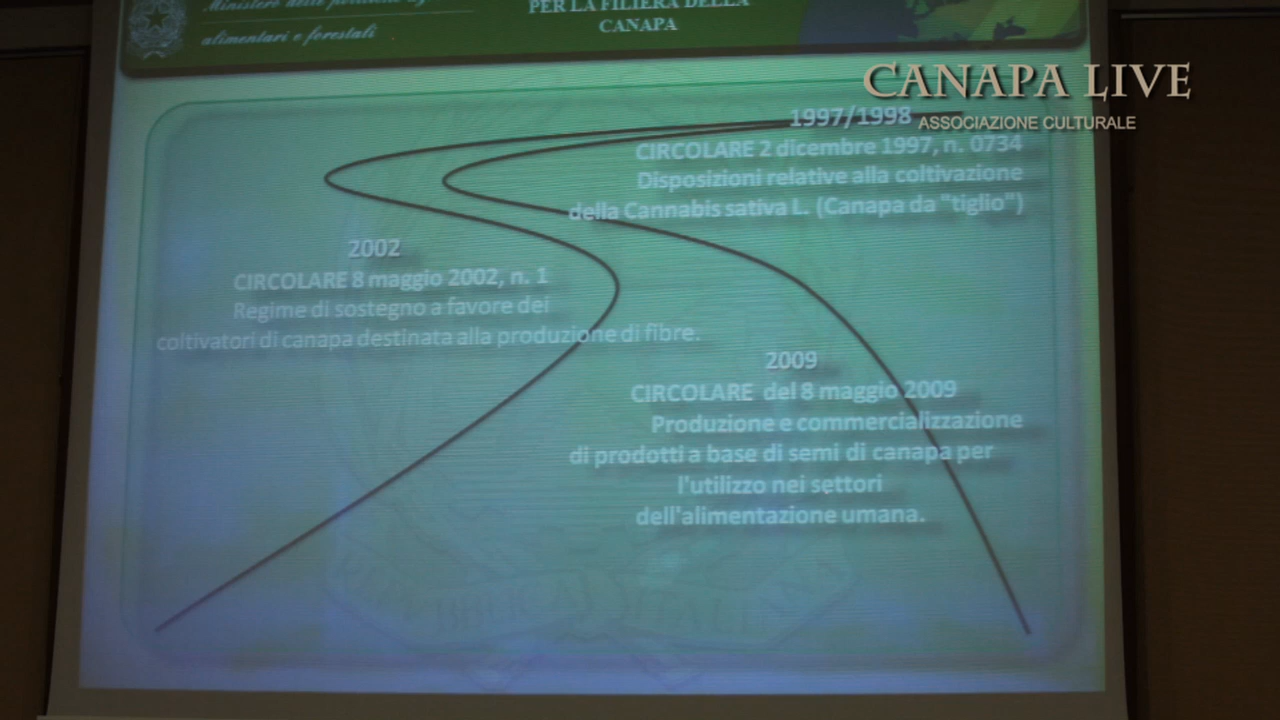 alimentari e forestali
PER LA FILIERA DELLA
CANAPA
CANAPA LIVE
ASSOCIAZIONE CULTURALE
1997/1998
CIRCOLARE 2 dicembre 1997, n. 0734
Disposizioni relative alla coltivazione
della Cannabis sativa L. (Canapa da "tiglio")
2002
CIRCOLARE 8 maggio 2002, n. 1
Regime di sostegno a favore dei
coltivatori di canapa destinata alla produzione di fibre.
2009
CIRCOLARE del 8 maggio 2009
Produzione e commercializzazione
di prodotti a base di semi di canapa per
l'utilizzo nei settori
dell'alimentazione umana.